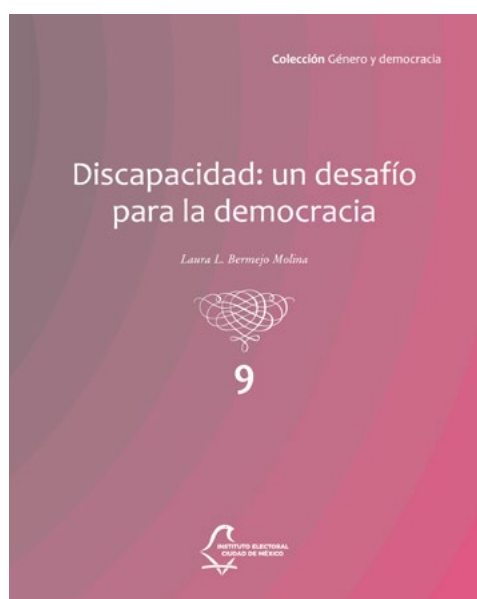 Colección Género y democracia
Discapacidad: un desafío
para la democracia
Laura L. Bermejo Molina
9
INSTITUTO ELECTORAL
CIUDAD DE MÉXICO